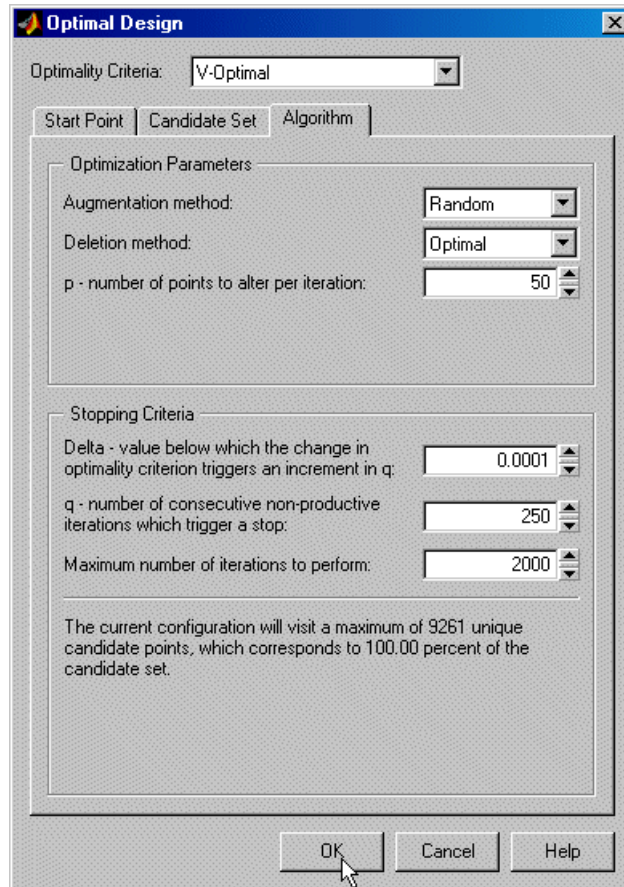 Optimal Design
Optimality Criteria: V-Optimal
Start Point Candidate Set Algorithm
Optimization Parameters
Augmentation method: Random
Deletion method: Optimal
p - number of points to alter per iteration: 50
Stopping Criteria
Delta - value below which the change in
optimality criterion triggers an increment in q: 0.0001
q - number of consecutive non-productive
iterations which trigger a stop: 250
Maximum number of iterations to perform: 2000
The current configuration will visit a maximum of 9261 unique
candidate points, which corresponds to 100.00 percent of the
candidate set.
OK Cancel Help